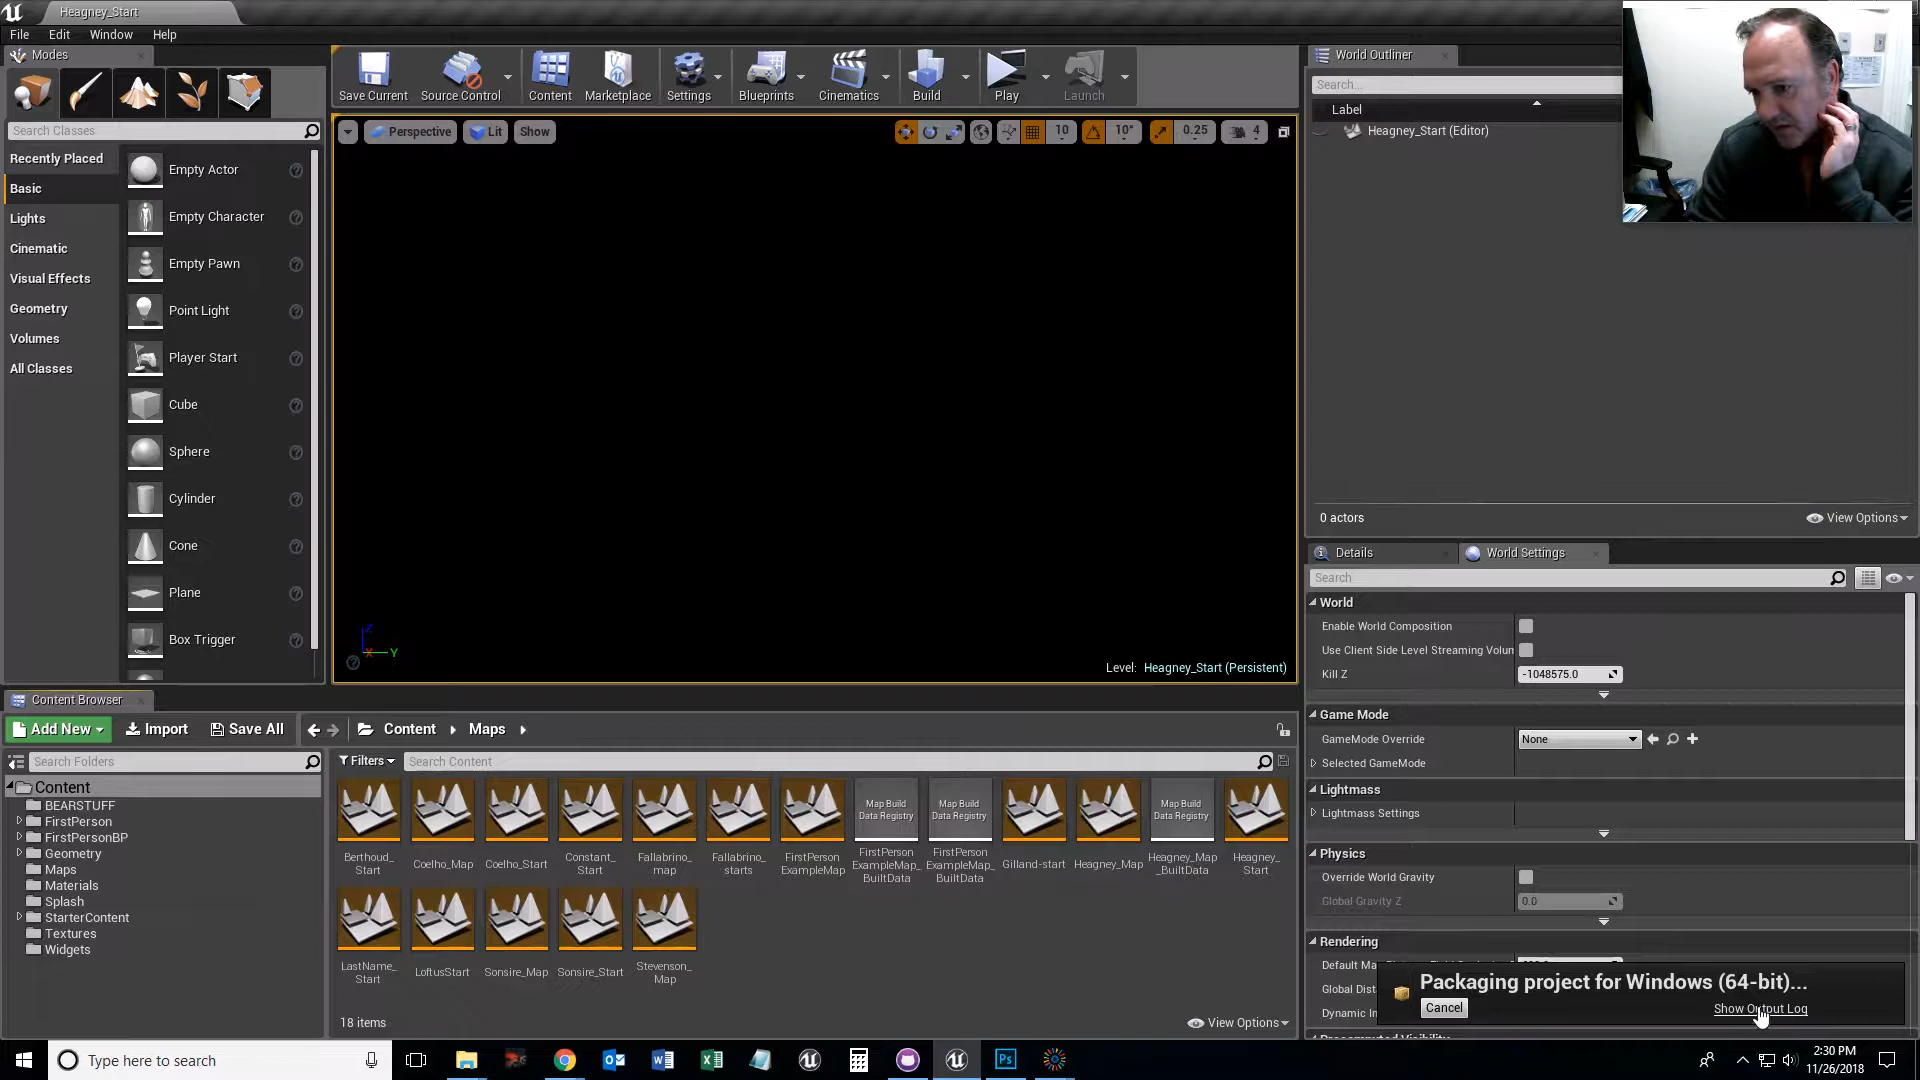 Heagney_Start
File Edit Window Help
Modes
Search Classes
Recently Placed
Basic
Lights
Cinematic
Visual Effects
Geometry
Volumes
All Classes
Empty Actor
Empty Character
Empty Pawn
Point Light
Player Start
Cube
Sphere
Cylinder
Cone
Plane
Box Trigger
Save Current
Source Control
Content
Marketplace
Settings
Blueprints
Cinematics
Build
Play
Launch
Perspective Lit Show
10 10° 0.25 4
Z
X Y
Level: Heagney_Start (Persistent)
World Outliner
Search...
Label
Heagney_Start (Editor)
0 actors
View Options
Details
World Settings
Search
World
Enable World Composition
Use Client Side Level Streaming Volun
Kill Z -1048575.0
Game Mode
GameMode Override None
Selected GameMode
Lightmass
Lightmass Settings
Physics
Override World Gravity
Global Gravity Z 0.0
Rendering
Default Ma
Global Dist
Dynamic In
Packaging project for Windows (64-bit)...
Cancel
Show Output Log
Content Browser
Add New Import Save All Content Maps
Search Folders
Content
BEARSTUFF
FirstPerson
FirstPersonBP
Geometry
Maps
Materials
Splash
StarterContent
Textures
Widgets
Filters
Search Content
Berthoud_
Start
Coelho_Map
Coelho_Start
Constant_
Start
Fallabrino_
map
Fallabrino_
starts
FirstPerson
ExampleMap
Map Build
Data Registry
FirstPerson
ExampleMap_
BuiltData
Map Build
Data Registry
FirstPerson
ExampleMap_
BuiltData
Gilland-start
Heagney_Map
Map Build
Data Registry
Heagney_Map
_BuiltData
Heagney_
Start
LastName_
Start
LoftusStart
Sonsire_Map
Sonsire_Start
Stevenson_
Map
18 items
View Options
Type here to search
2:30 PM
11/26/2018